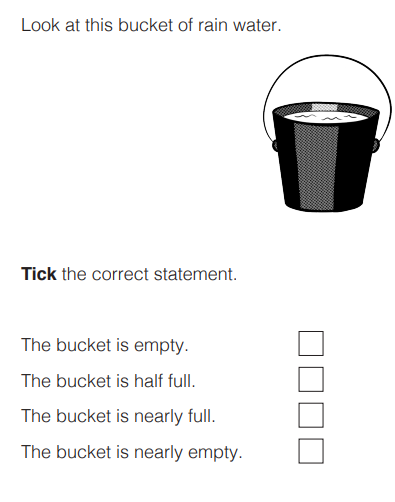 Look at this bucket of rain water.
Tick the correct statement.
The bucket is empty.
The bucket is half full.
The bucket is nearly full.
The bucket is nearly empty.